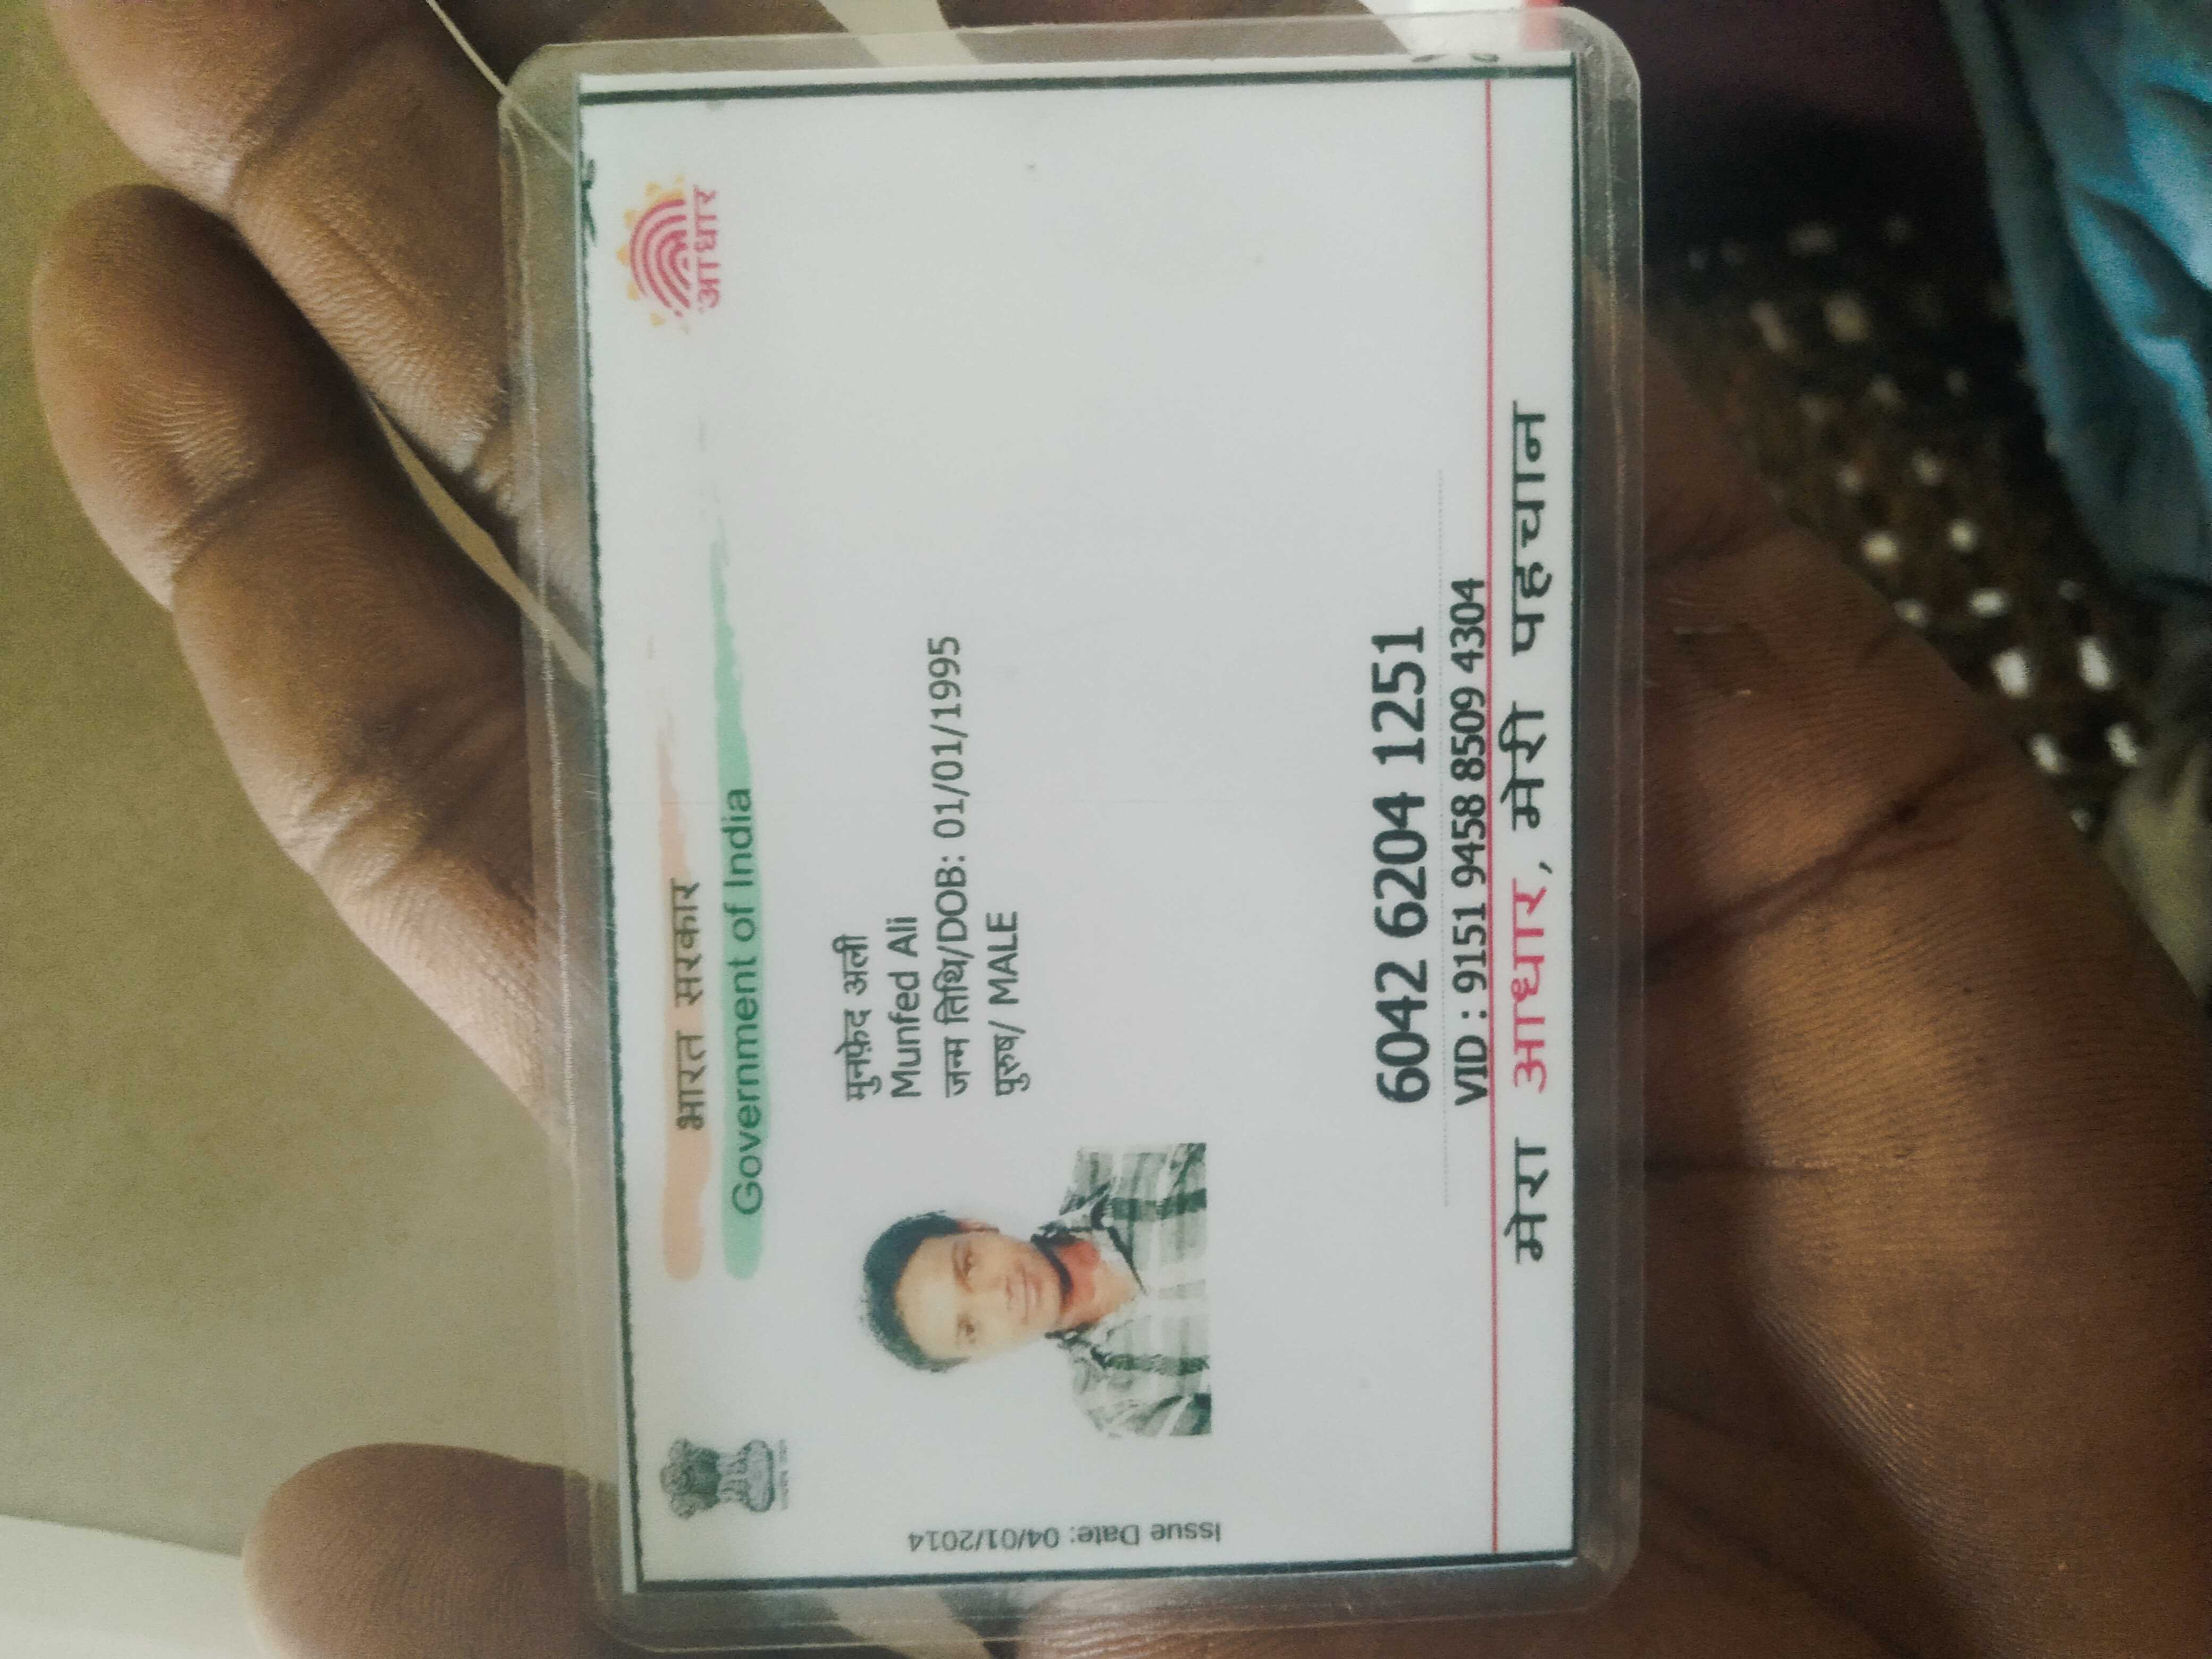 भारत सरकार
Government of India
आधार
Issue Date: 04/01/2014
मुनफ़ेद अली
Munfed Ali
जन्म तिथि/DOB: 01/01/1995
पुरुष/ MALE
6042 6204 1251
VID : 9151 9458 8509 4304
मेरा आधार, मेरी पहचान